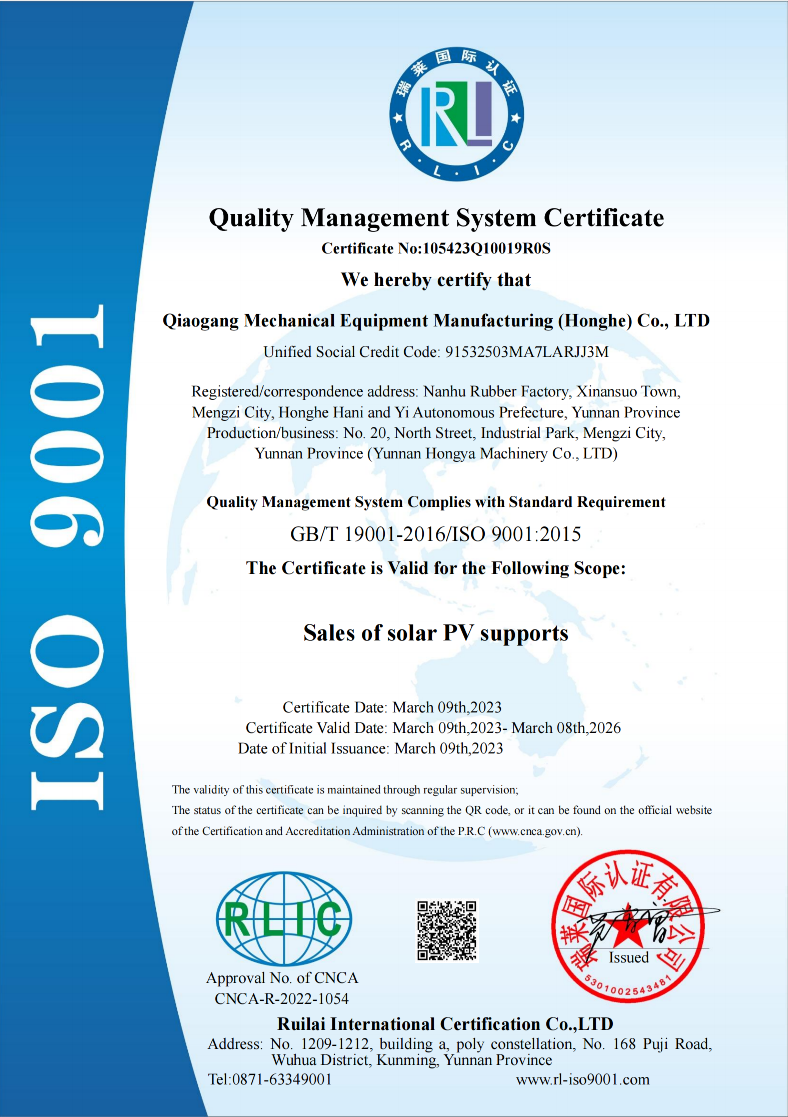 瑞莱国际认证
R·L·I·C
RLI
Quality Management System Certificate
Certificate No:105423Q10019R0S
We hereby certify that
Qiaogang Mechanical Equipment Manufacturing (Honghe) Co., LTD
Unified Social Credit Code: 91532503MA7LARJJ3M
Registered/correspondence address: Nanhu Rubber Factory, Xinansuo Town,
Mengzi City, Honghe Hani and Yi Autonomous Prefecture, Yunnan Province
Production/business: No. 20, North Street, Industrial Park, Mengzi City,
Yunnan Province (Yunnan Hongya Machinery Co., LTD)
Quality Management System Complies with Standard Requirement
GB/T 19001-2016/ISO 9001:2015
The Certificate is Valid for the Following Scope:
Sales of solar PV supports
Certificate Date: March 09th,2023
Certificate Valid Date: March 09th,2023- March 08th,2026
Date of Initial Issuance: March 09th,2023
The validity of this certificate is maintained through regular supervision;
The status of the certificate can be inquired by scanning the QR code, or it can be found on the official website
of the Certification and Accreditation Administration of the P.R.C (www.cnca.gov.cn).
ISO 9001
RLIC
Approval No. of CNCA
CNCA-R-2022-1054
瑞莱国际认证有限公司
Issued
5301002543481
Ruilai International Certification Co.,LTD
Address: No. 1209-1212, building a, poly constellation, No. 168 Puji Road,
Wuhua District, Kunming, Yunnan Province
Tel:0871-63349001
www.rl-iso9001.com